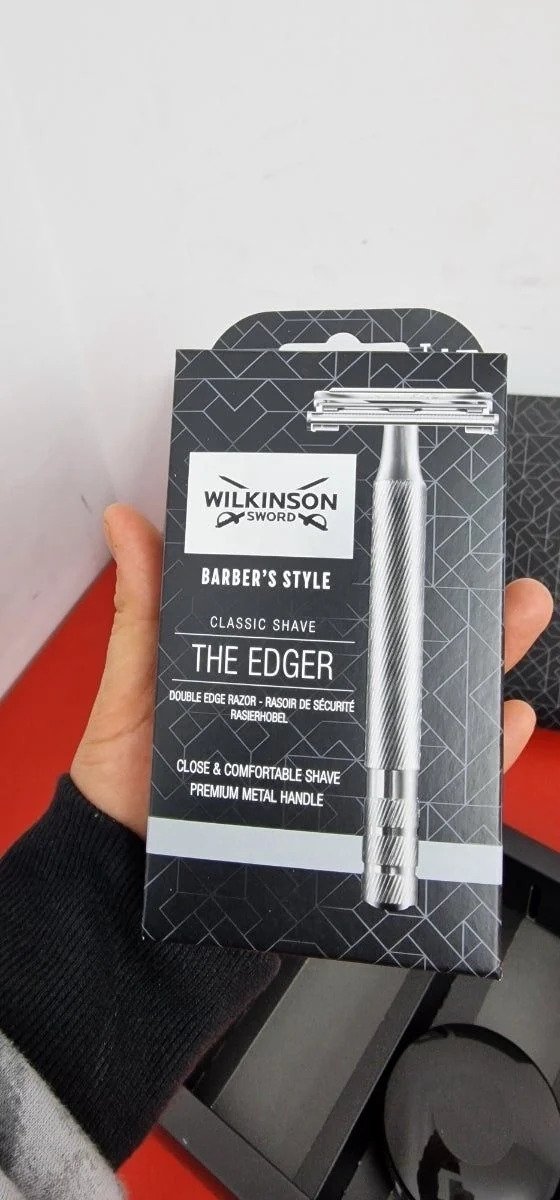 WILKINSON
SWORD
BARBER'S STYLE
CLASSIC SHAVE
THE EDGER
DOUBLE EDGE RAZOR - RASOIR DE SÉCURITÉ
RASIERHOBEL
CLOSE & COMFORTABLE SHAVE
PREMIUM METAL HANDLE